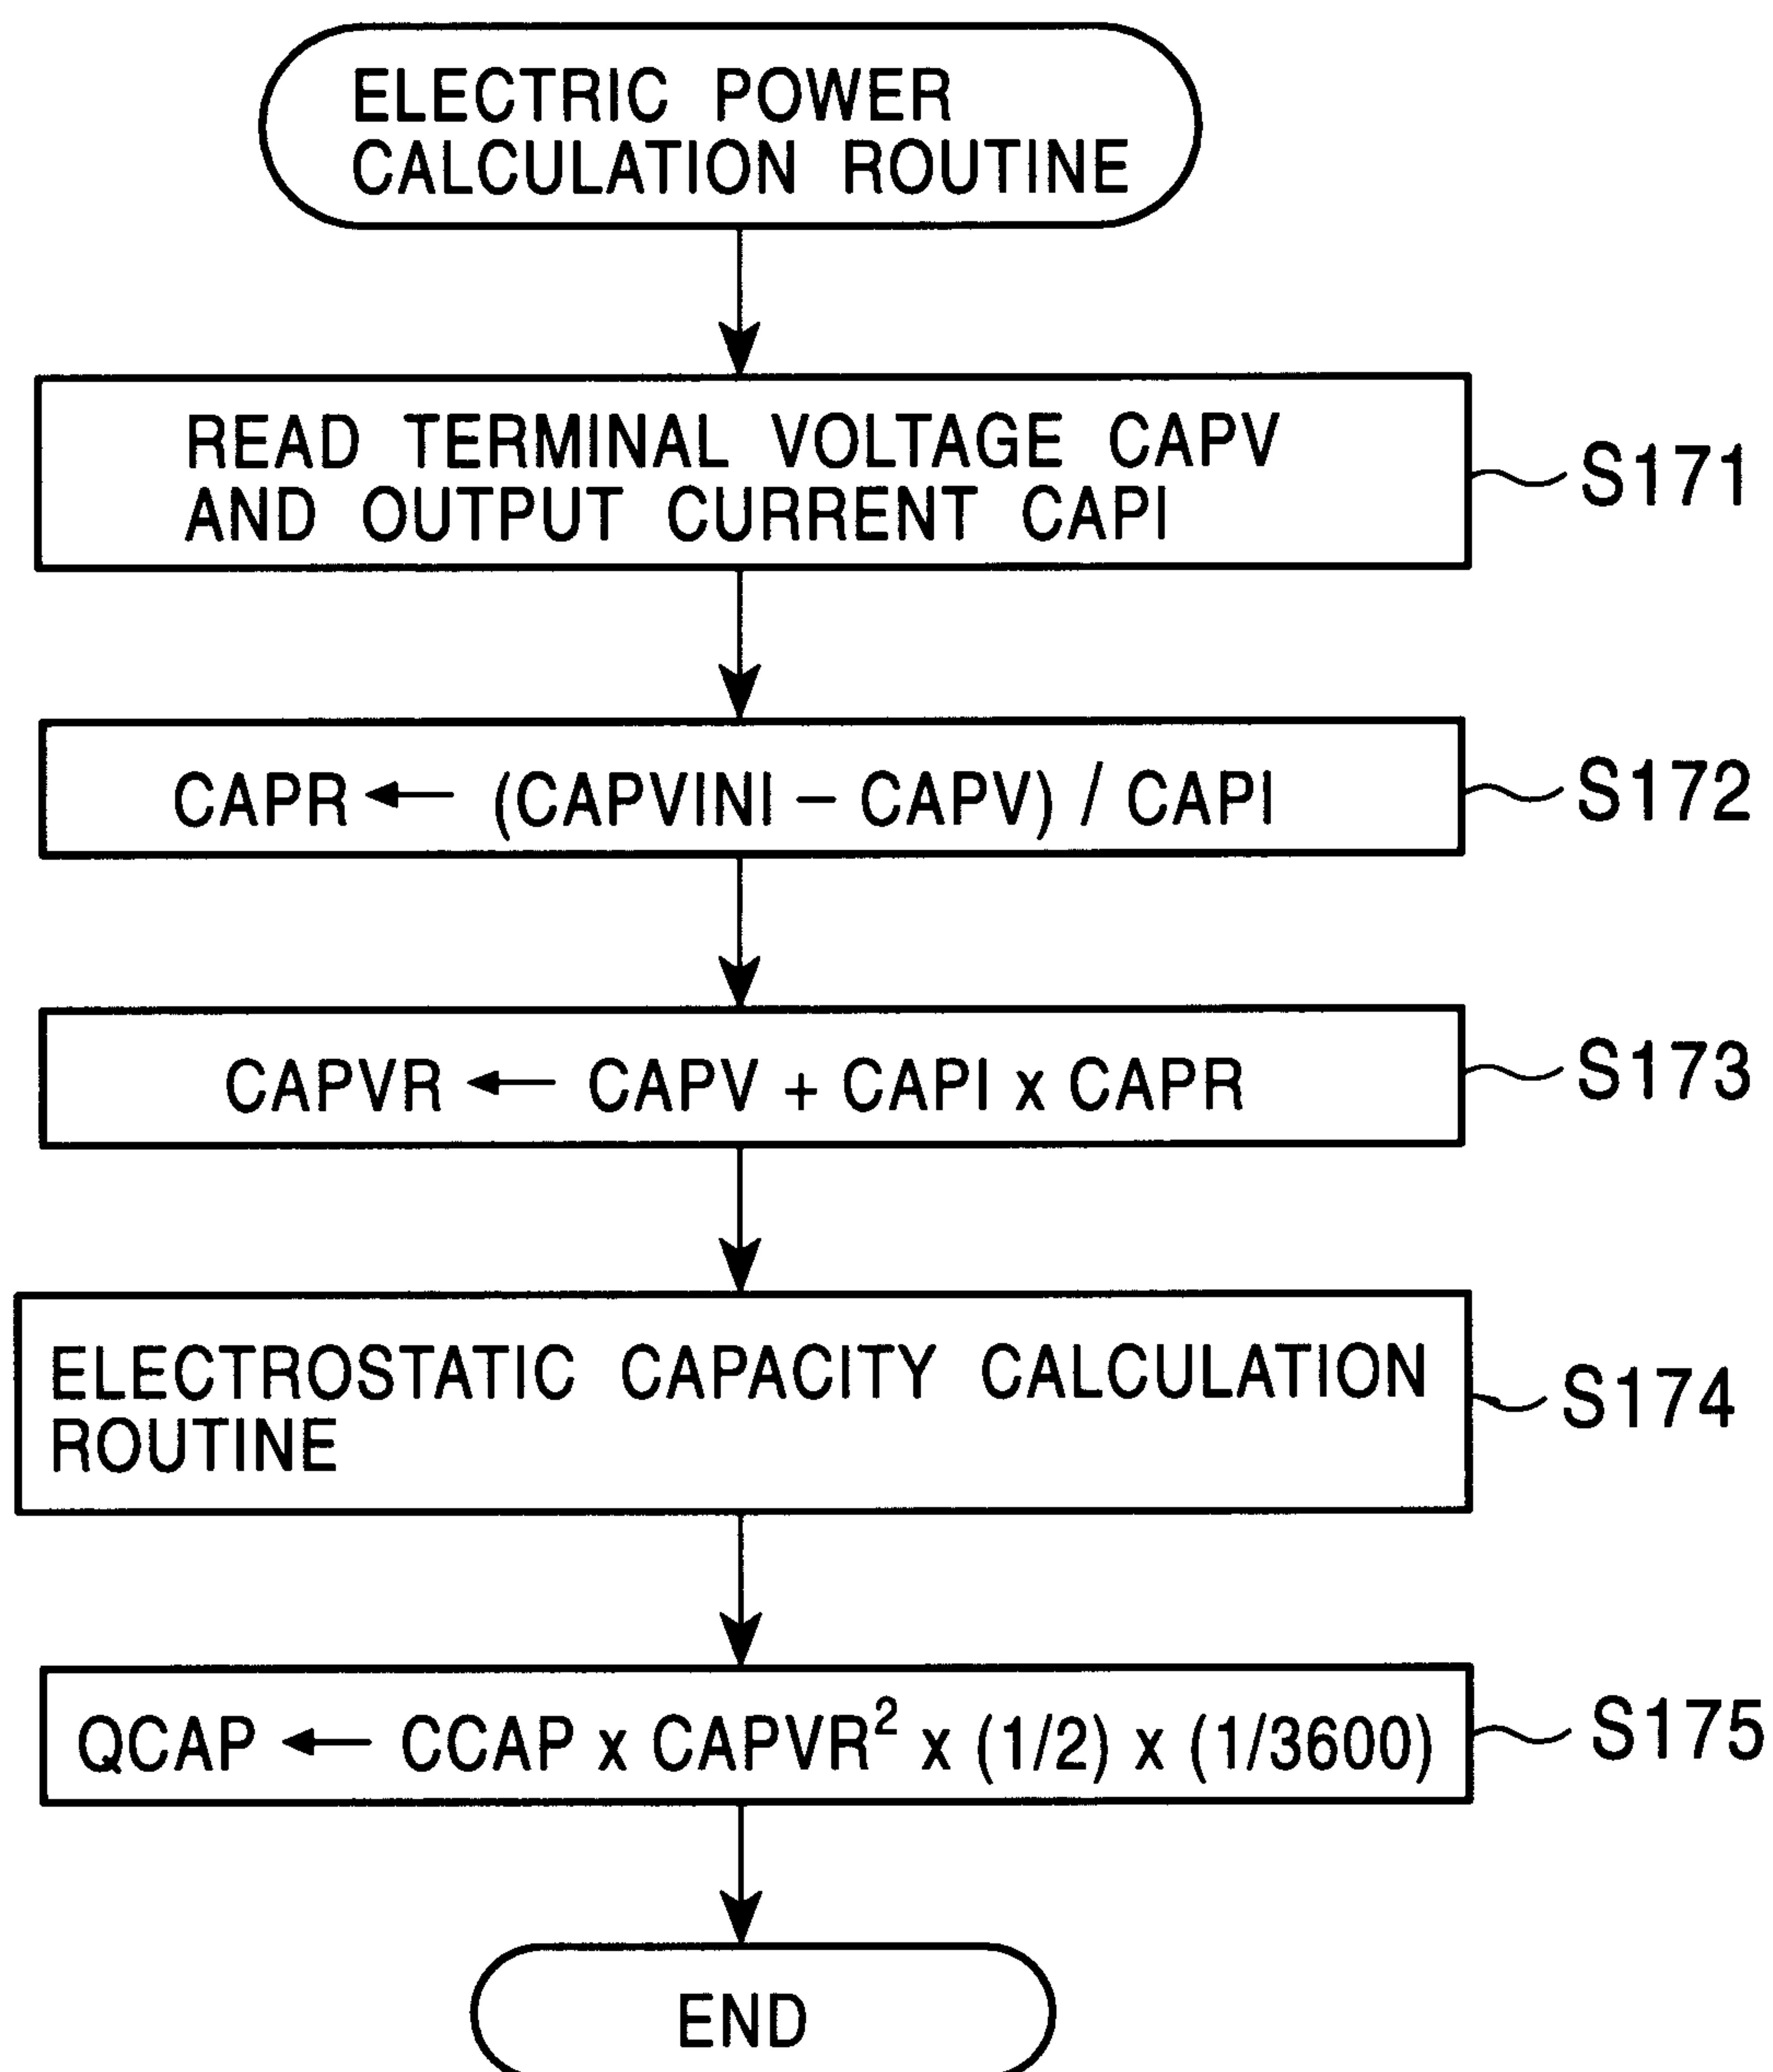 ELECTRIC POWER
CALCULATION ROUTINE
READ TERMINAL VOLTAGE CAPV
AND OUTPUT CURRENT CAPI
S171
CAPR ← (CAPVINI – CAPV) / CAPI
S172
CAPVR ← CAPV + CAPI x CAPR
S173
ELECTROSTATIC CAPACITY CALCULATION
ROUTINE
S174
QCAP ← CCAP x CAPVR² x (1/2) x (1/3600)
S175
END